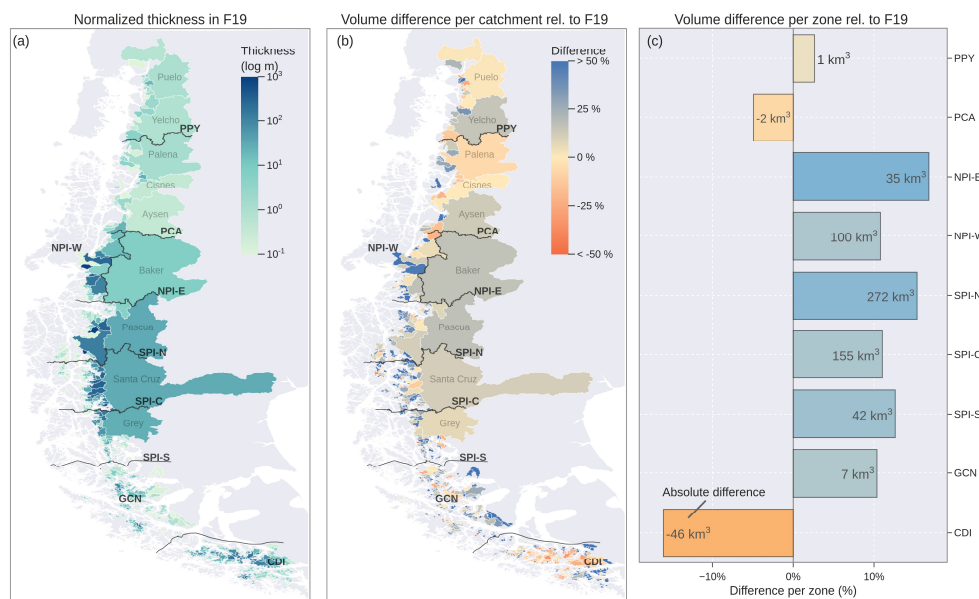 Normalized thickness in F19
(a)
Thickness
(log m)
10³
10²
10¹
10⁰
10⁻¹
Puelo
Yelcho
PPY
Palena
Cisnes
Aysen
PCA
NPI-W
Baker
NPI-E
Pascua
SPI-N
Santa Cruz
SPI-C
Grey
SPI-S
GCN
CDI
Volume difference per catchment rel. to F19
(b)
Difference
> 50 %
25 %
0 %
-25 %
< -50 %
Puelo
Yelcho
PPY
Palena
Cisnes
Aysen
PCA
NPI-W
Baker
NPI-E
Pascua
SPI-N
Santa Cruz
SPI-C
Grey
SPI-S
GCN
CDI
Volume difference per zone rel. to F19
(c)
1 km³
PPY
-2 km³
PCA
35 km³
NPI-E
100 km³
NPI-W
272 km³
SPI-N
155 km³
SPI-C
42 km³
SPI-S
7 km³
GCN
Absolute difference
-46 km³
CDI
−10%
0%
10%
Difference per zone (%)